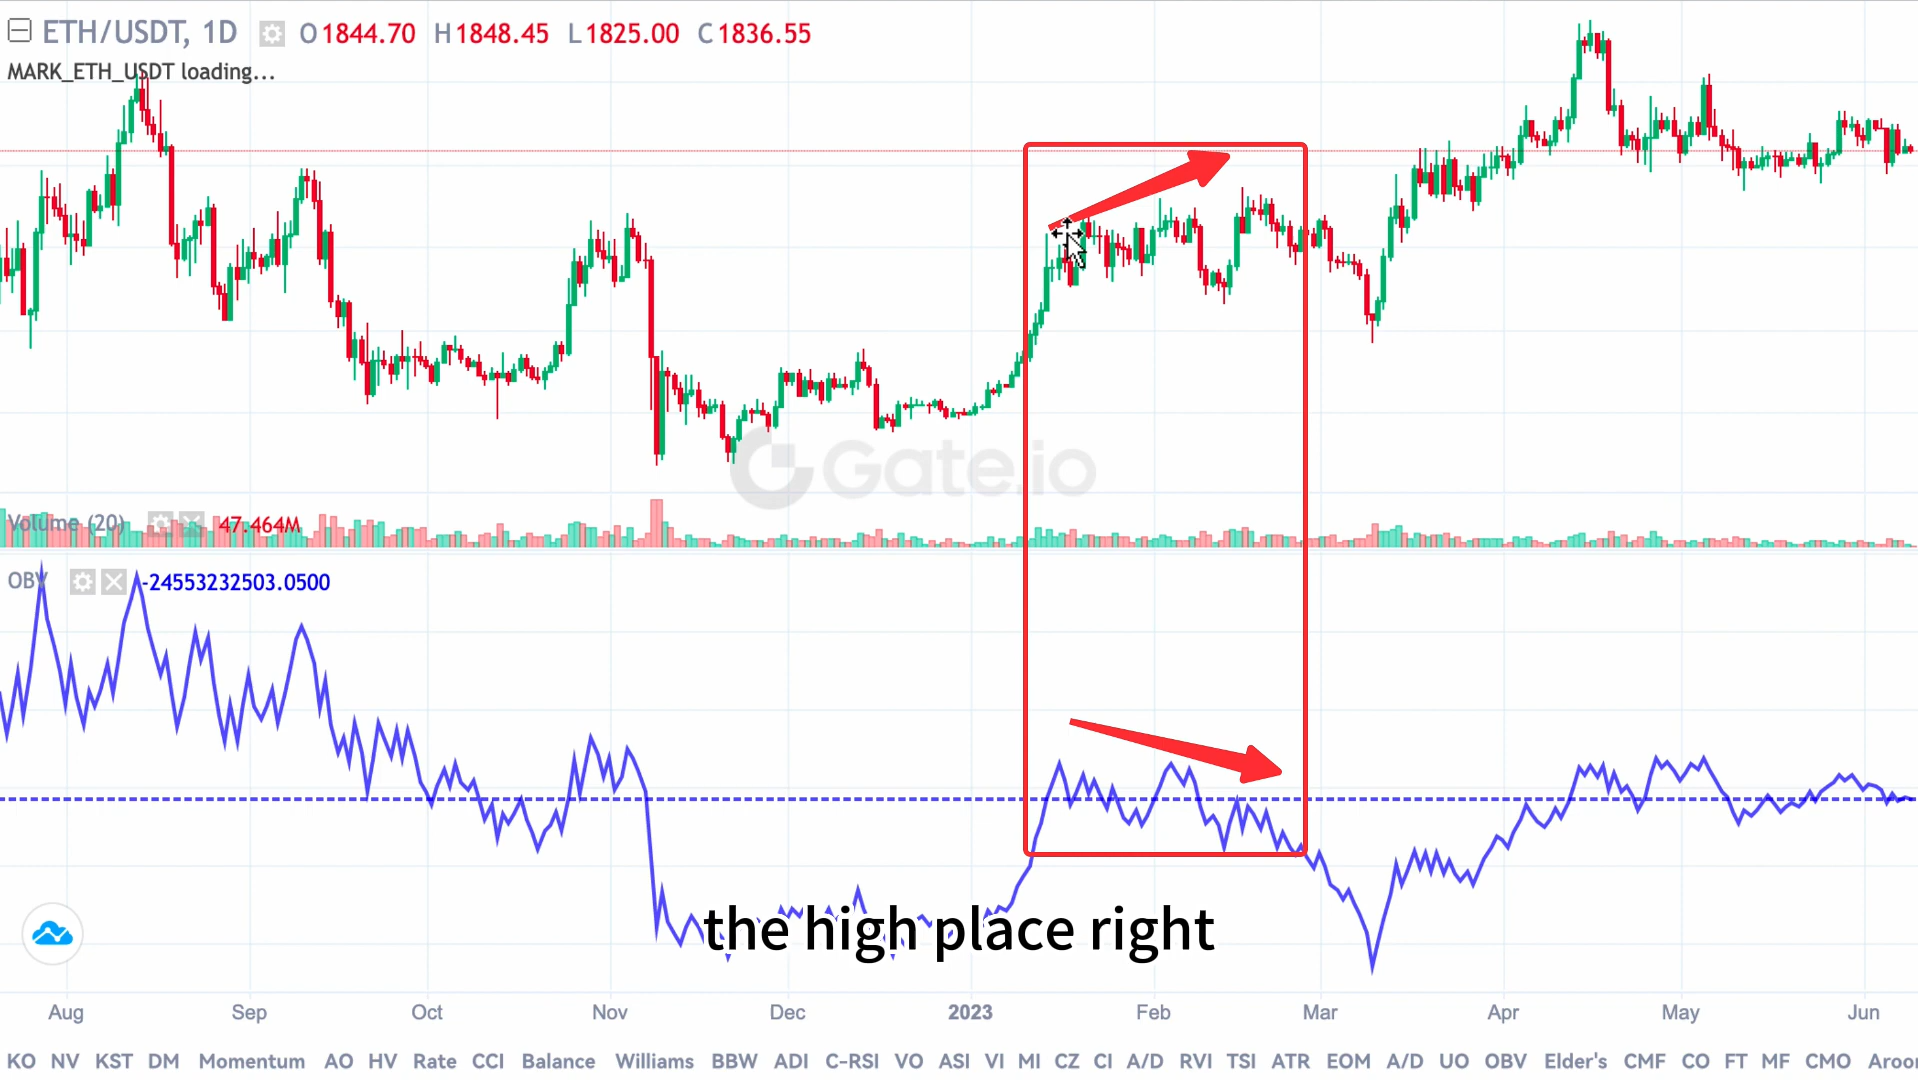 ETH/USDT, 1D O1844.70 H1848.45 L1825.00 C1836.55
MARK_ETH_USDT loading...
Gate.io
Volume (20) 47.464M
OBV -24553232503.0500
the high place right
Aug Sep Oct Nov Dec 2023 Feb Mar Apr May Jun
KO NV KST DM Momentum AO HV Rate CCI Balance Williams BBW ADI C-RSI VO ASI VI MI CZ CI A/D RVI TSI ATR EOM A/D UO OBV Elder's CMF CO FT MF CMO Aroo